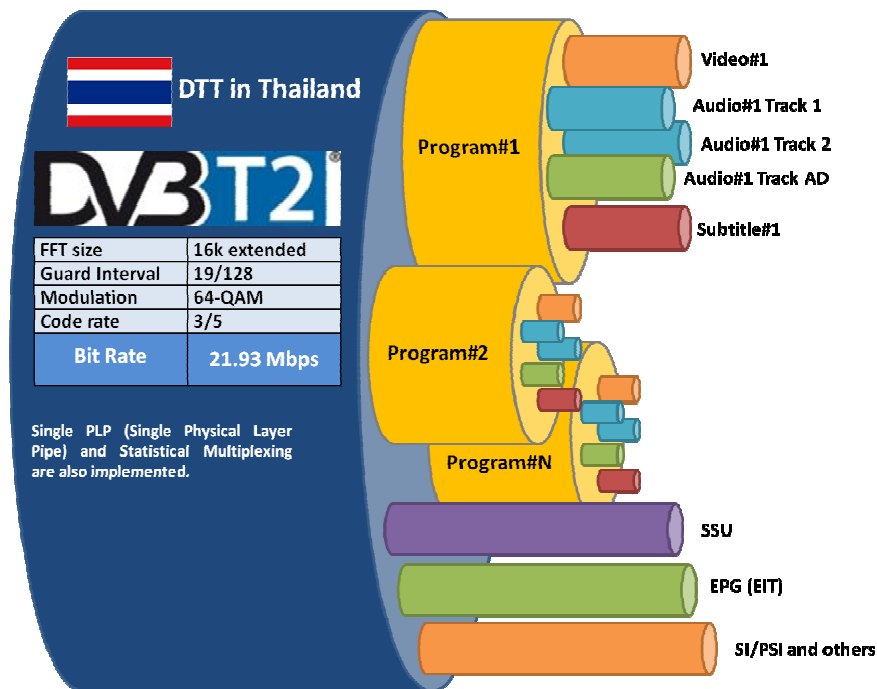 DTT in Thailand
DVB T2®
FFT size 16k extended
Guard Interval 19/128
Modulation 64-QAM
Code rate 3/5
Bit Rate 21.93 Mbps
Single PLP (Single Physical Layer
Pipe) and Statistical Multiplexing
are also implemented.
Program#1
Video#1
Audio#1 Track 1
Audio#1 Track 2
Audio#1 Track AD
Subtitle#1
Program#2
Program#N
SSU
EPG (EIT)
SI/PSI and others